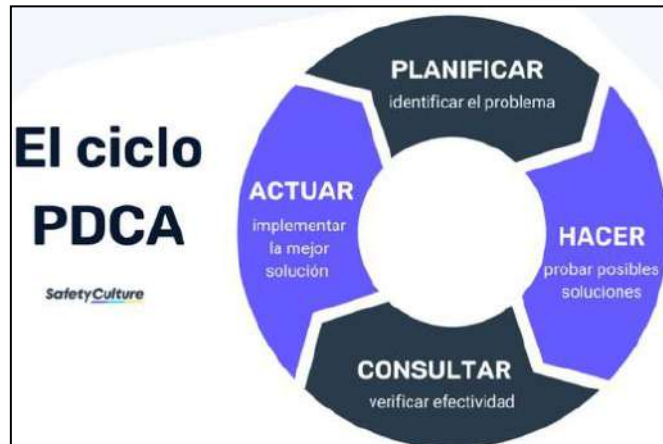 El ciclo
PDCA
SafetyCulture
PLANIFICAR
identificar el problema
HACER
probar posibles
soluciones
CONSULTAR
verificar efectividad
ACTUAR
implementar
la mejor
solución